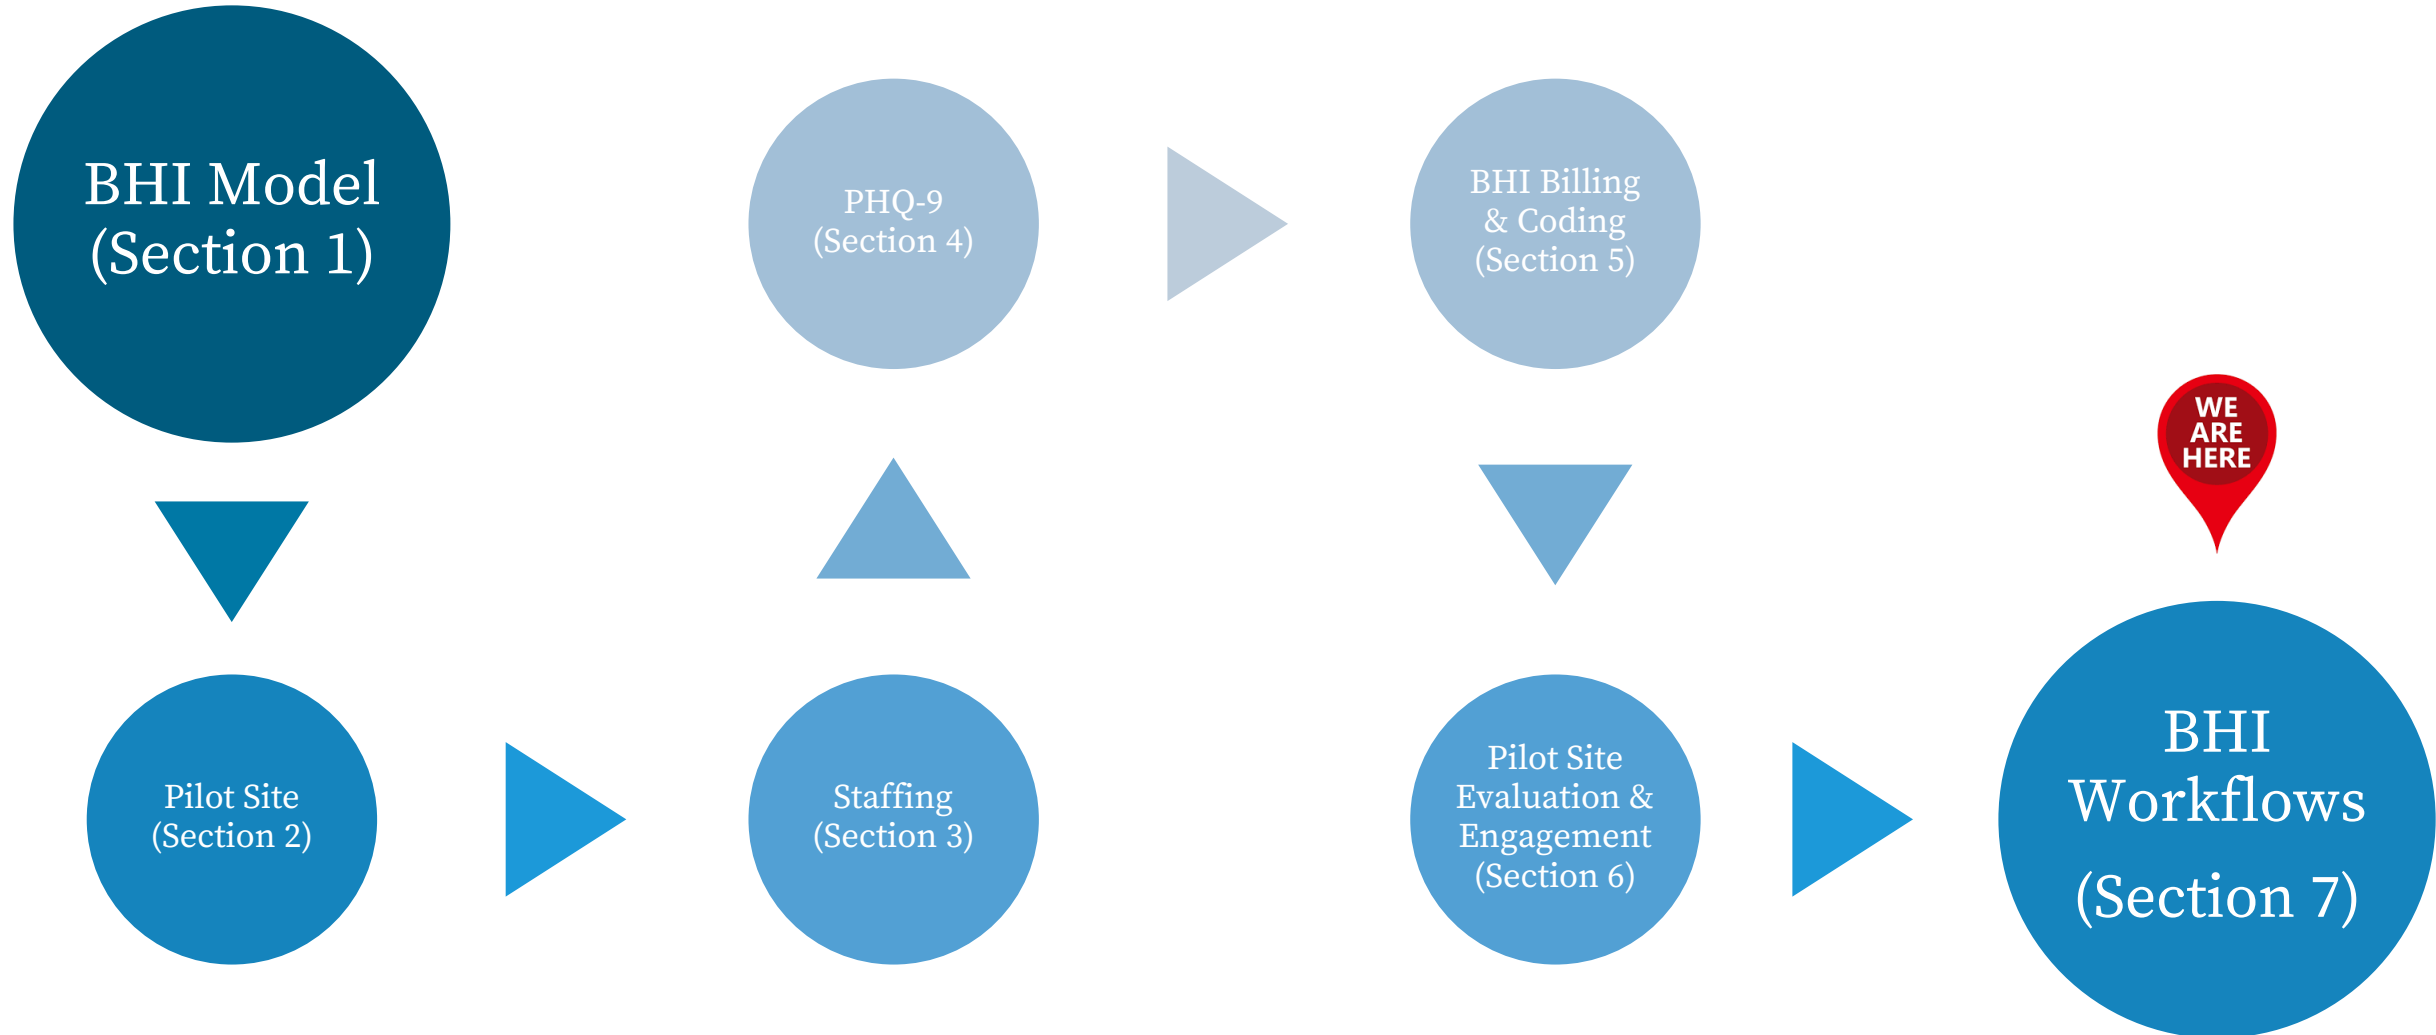 BHI Model
(Section 1)
Pilot Site
(Section 2)
Staffing
(Section 3)
PHQ-9
(Section 4)
BHI Billing
& Coding
(Section 5)
Pilot Site
Evaluation &
Engagement
(Section 6)
WE
ARE
HERE
BHI
Workflows
(Section 7)